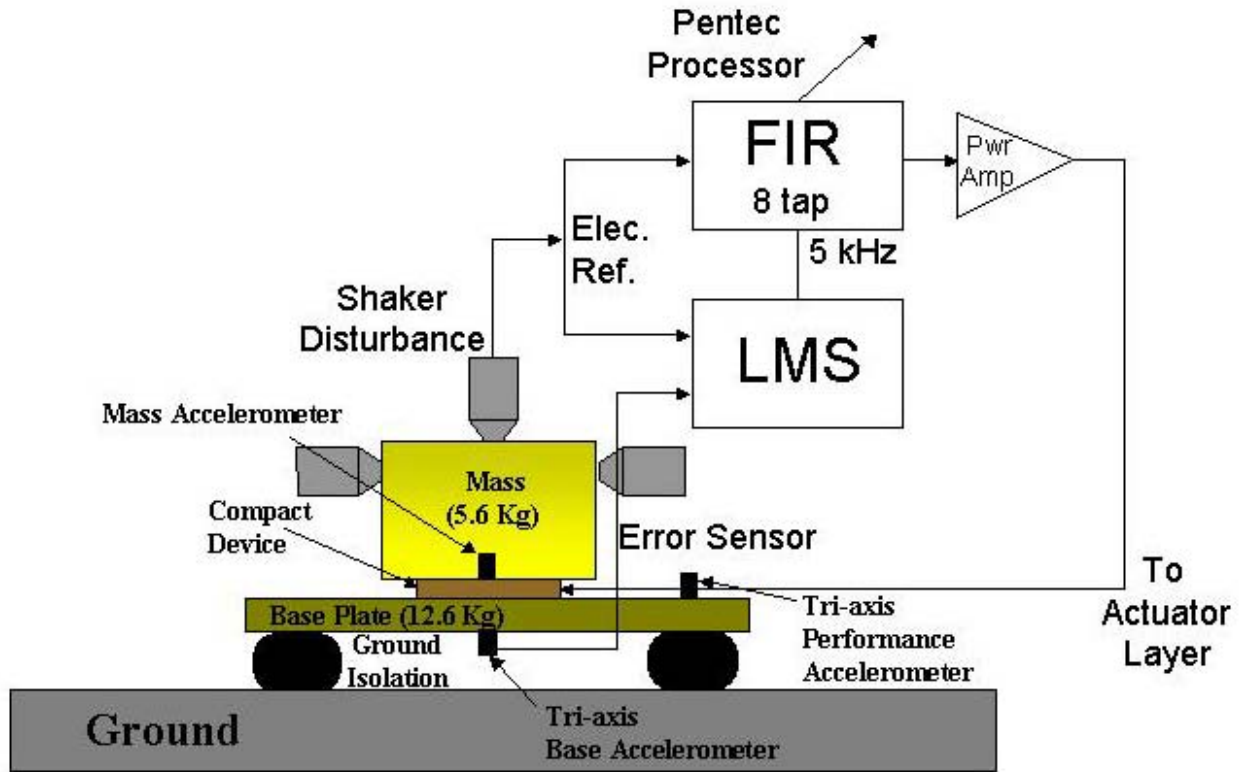 Pentec
Processor
FIR
8 tap
Pwr
Amp
5 kHz
Elec.
Ref.
LMS
Shaker
Disturbance
Mass Accelerometer
Mass
(5.6 Kg)
Compact
Device
Error Sensor
Base Plate (12.6 Kg)
Ground
Isolation
Tri-axis
Performance
Accelerometer
To
Actuator
Layer
Tri-axis
Base Accelerometer
Ground